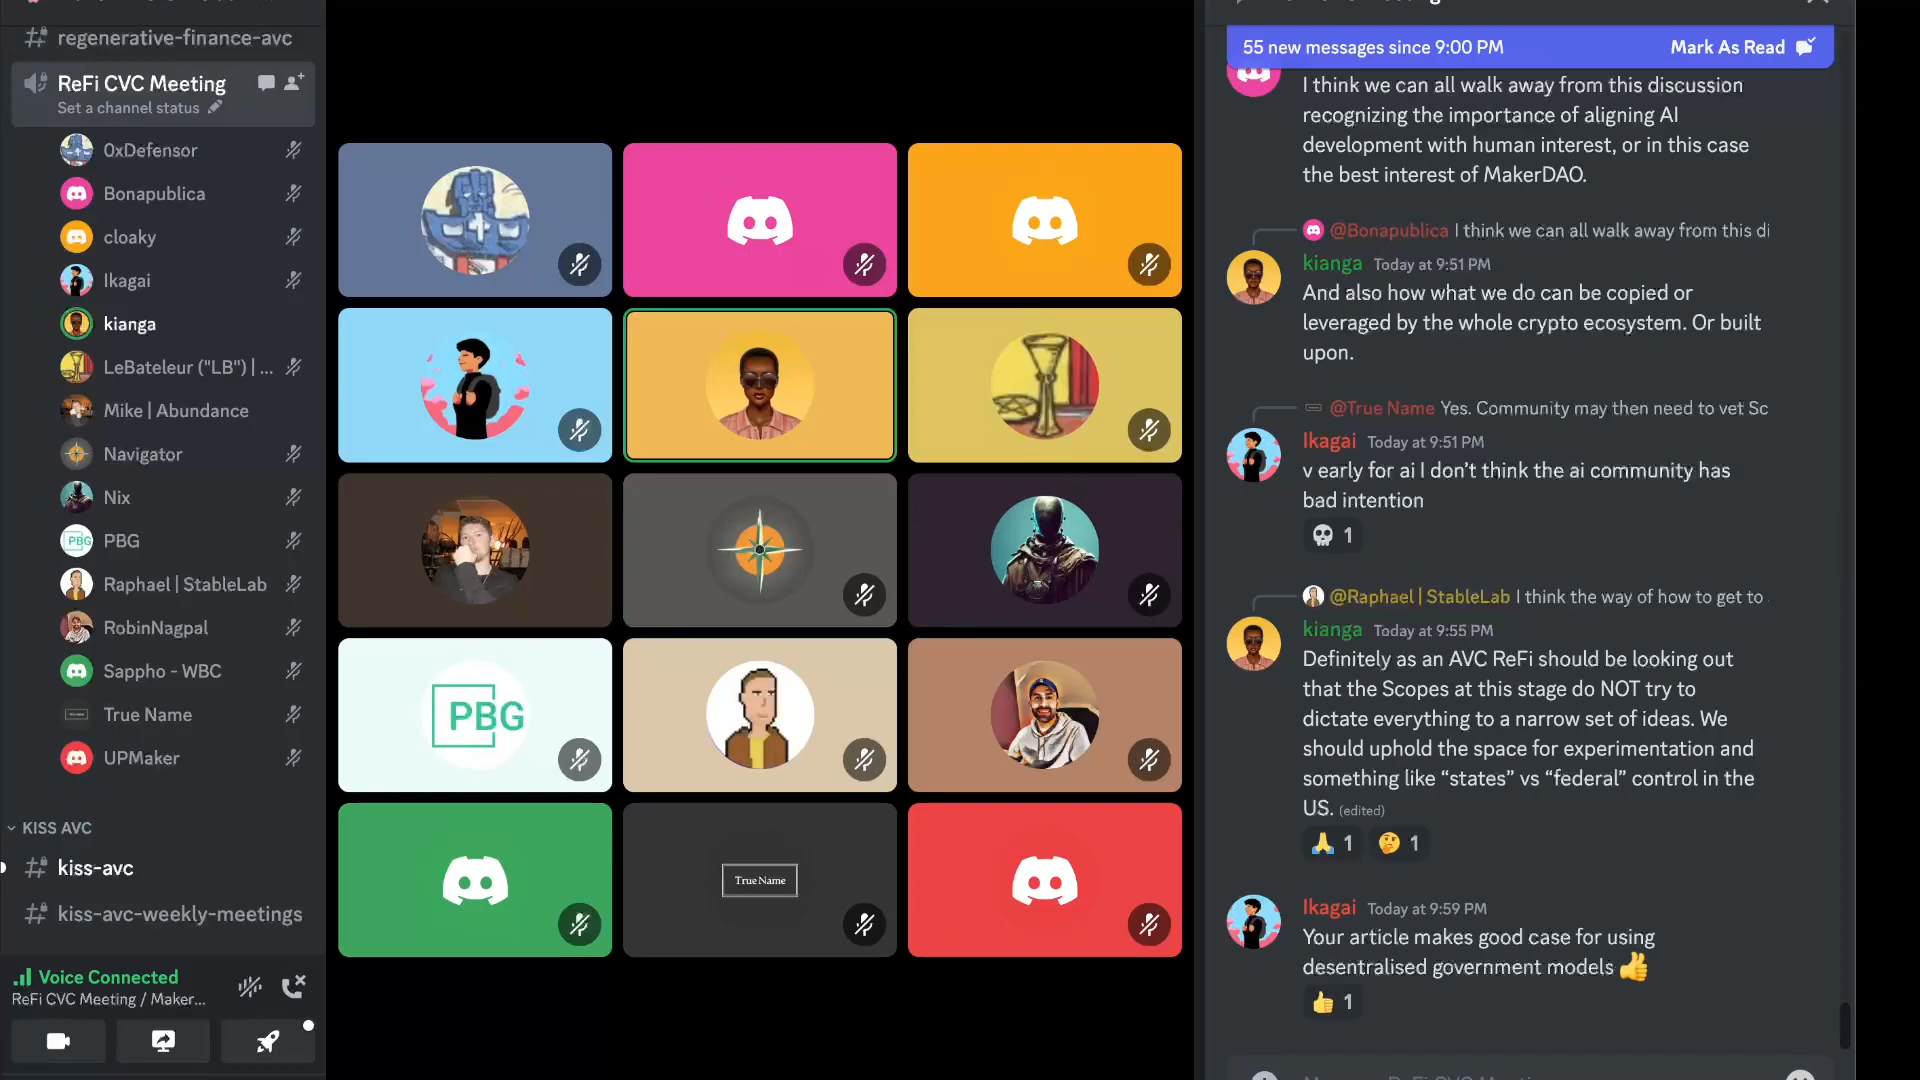 regenerative-finance-avc
ReFi CVC Meeting
Set a channel status
0xDefensor
Bonapublica
cloaky
Ikagai
kianga
LeBateleur ("LB") | ...
Mike | Abundance
Navigator
Nix
PBG
PBG
Raphael | StableLab
RobinNagpal
Sappho - WBC
True Name
UPMaker
KISS AVC
kiss-avc
kiss-avc-weekly-meetings
Voice Connected
ReFi CVC Meeting / Maker...
PBG
True Name
55 new messages since 9:00 PM
Mark As Read
I think we can all walk away from this discussion
recognizing the importance of aligning AI
development with human interest, or in this case
the best interest of MakerDAO.
@Bonapublica I think we can all walk away from this di
kianga Today at 9:51 PM
And also how what we do can be copied or
leveraged by the whole crypto ecosystem. Or built
upon.
@True Name Yes. Community may then need to vet Sc
Ikagai Today at 9:51 PM
v early for ai I don’t think the ai community has
bad intention
1
@Raphael | StableLab I think the way of how to get to
kianga Today at 9:55 PM
Definitely as an AVC ReFi should be looking out
that the Scopes at this stage do NOT try to
dictate everything to a narrow set of ideas. We
should uphold the space for experimentation and
something like “states” vs “federal” control in the
US. (edited)
1 1
Ikagai Today at 9:59 PM
Your article makes good case for using
desentralised government models
1